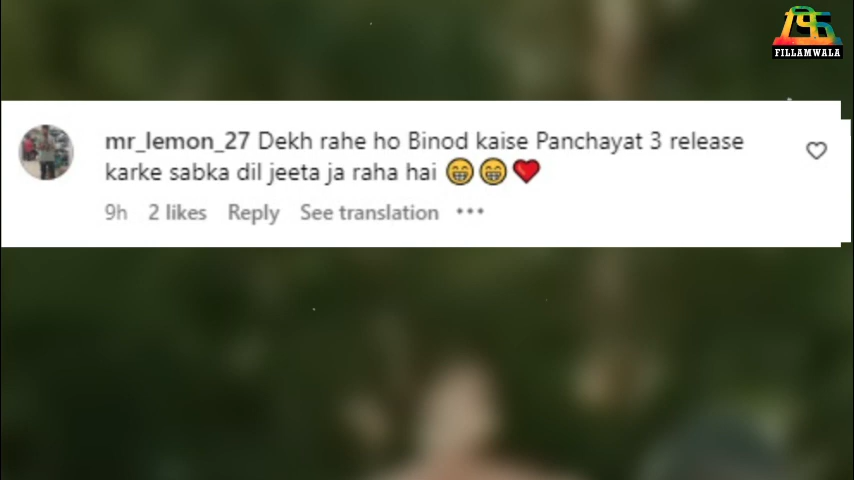 FILLAMWALA
mr_lemon_27 Dekh rahe ho Binod kaise Panchayat 3 release
karke sabka dil jeeta ja raha hai 😁😁❤️
9h 2 likes Reply See translation •••